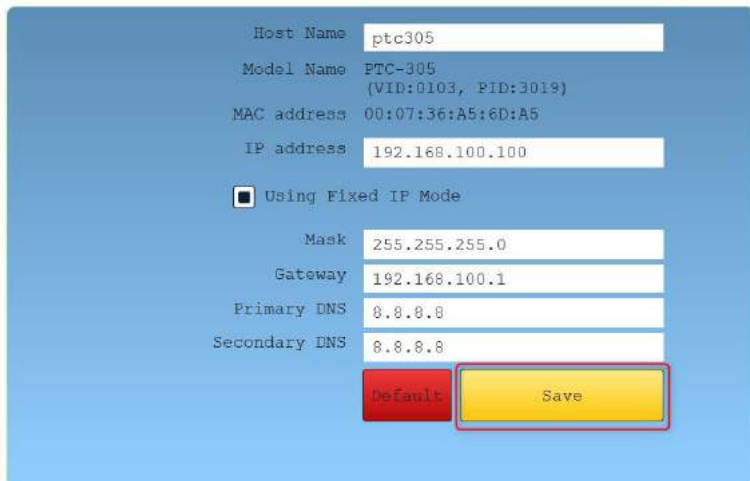 Host Name ptc305
Model Name PTC-305
(VID:0103, PID:3019)
MAC address 00:07:36:A5:6D:A5
IP address 192.168.100.100
Using Fixed IP Mode
Mask 255.255.255.0
Gateway 192.168.100.1
Primary DNS 8.8.8.8
Secondary DNS 8.8.8.8
Default Save